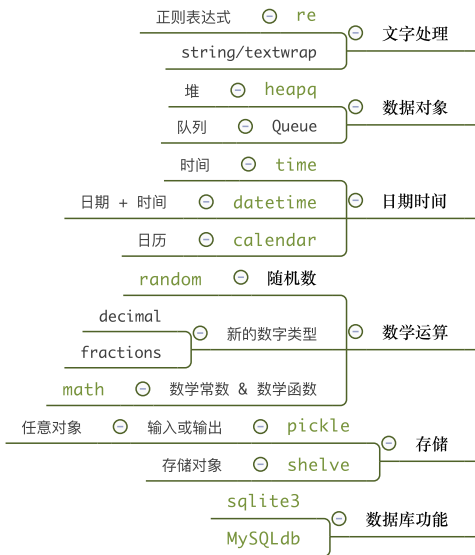 正则表达式 re
文字处理
string/textwrap
堆 heapq
数据对象
队列 Queue
时间 time
日期 + 时间 datetime
日期时间
日历 calendar
random 随机数
decimal
新的数字类型
数学运算
fractions
math 数学常数 & 数学函数
任意对象 输入或输出 pickle
存储
存储对象 shelve
sqlite3
数据库功能
MySQLdb